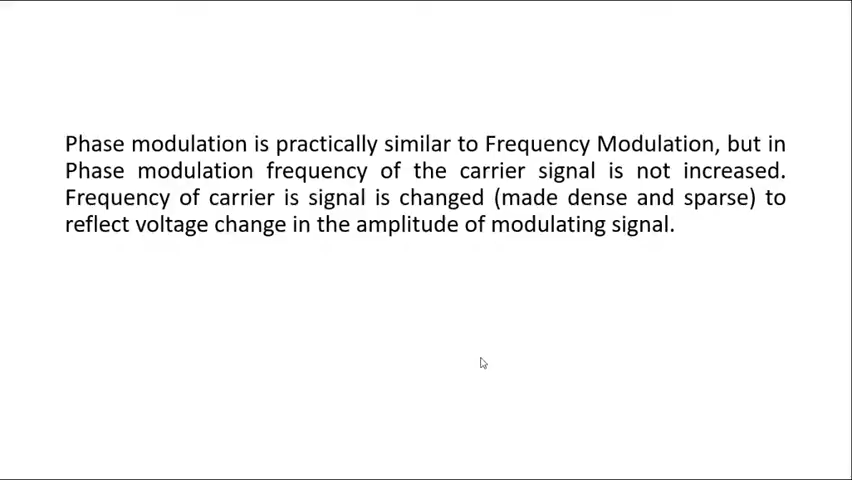 Phase modulation is practically similar to Frequency Modulation, but in
Phase modulation frequency of the carrier signal is not increased.
Frequency of carrier is signal is changed (made dense and sparse) to
reflect voltage change in the amplitude of modulating signal.